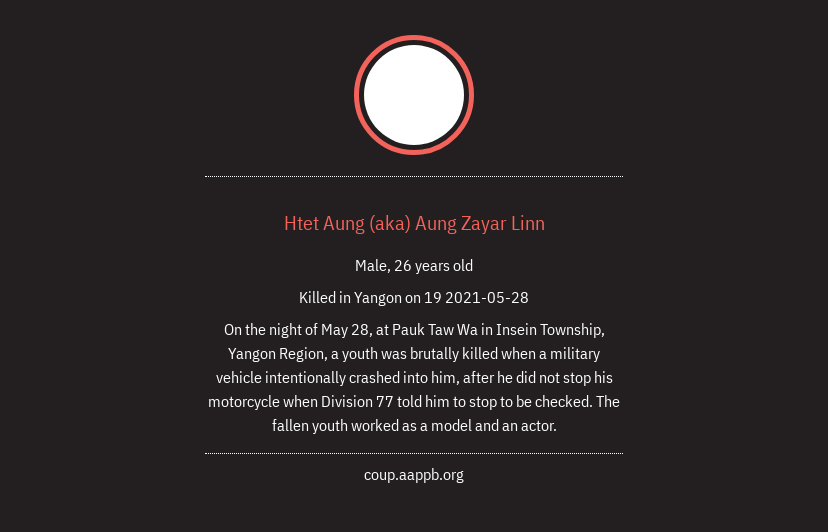 Htet Aung (aka) Aung Zayar Linn
Male, 26 years old
Killed in Yangon on 19 2021-05-28
On the night of May 28, at Pauk Taw Wa in Insein Township,
Yangon Region, a youth was brutally killed when a military
vehicle intentionally crashed into him, after he did not stop his
motorcycle when Division 77 told him to stop to be checked. The
fallen youth worked as a model and an actor.
coup.aappb.org